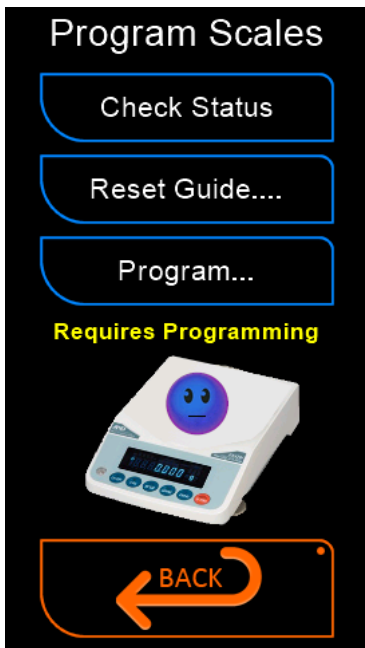 Program Scales
Check Status
Reset Guide....
Program...
Requires Programming
BACK